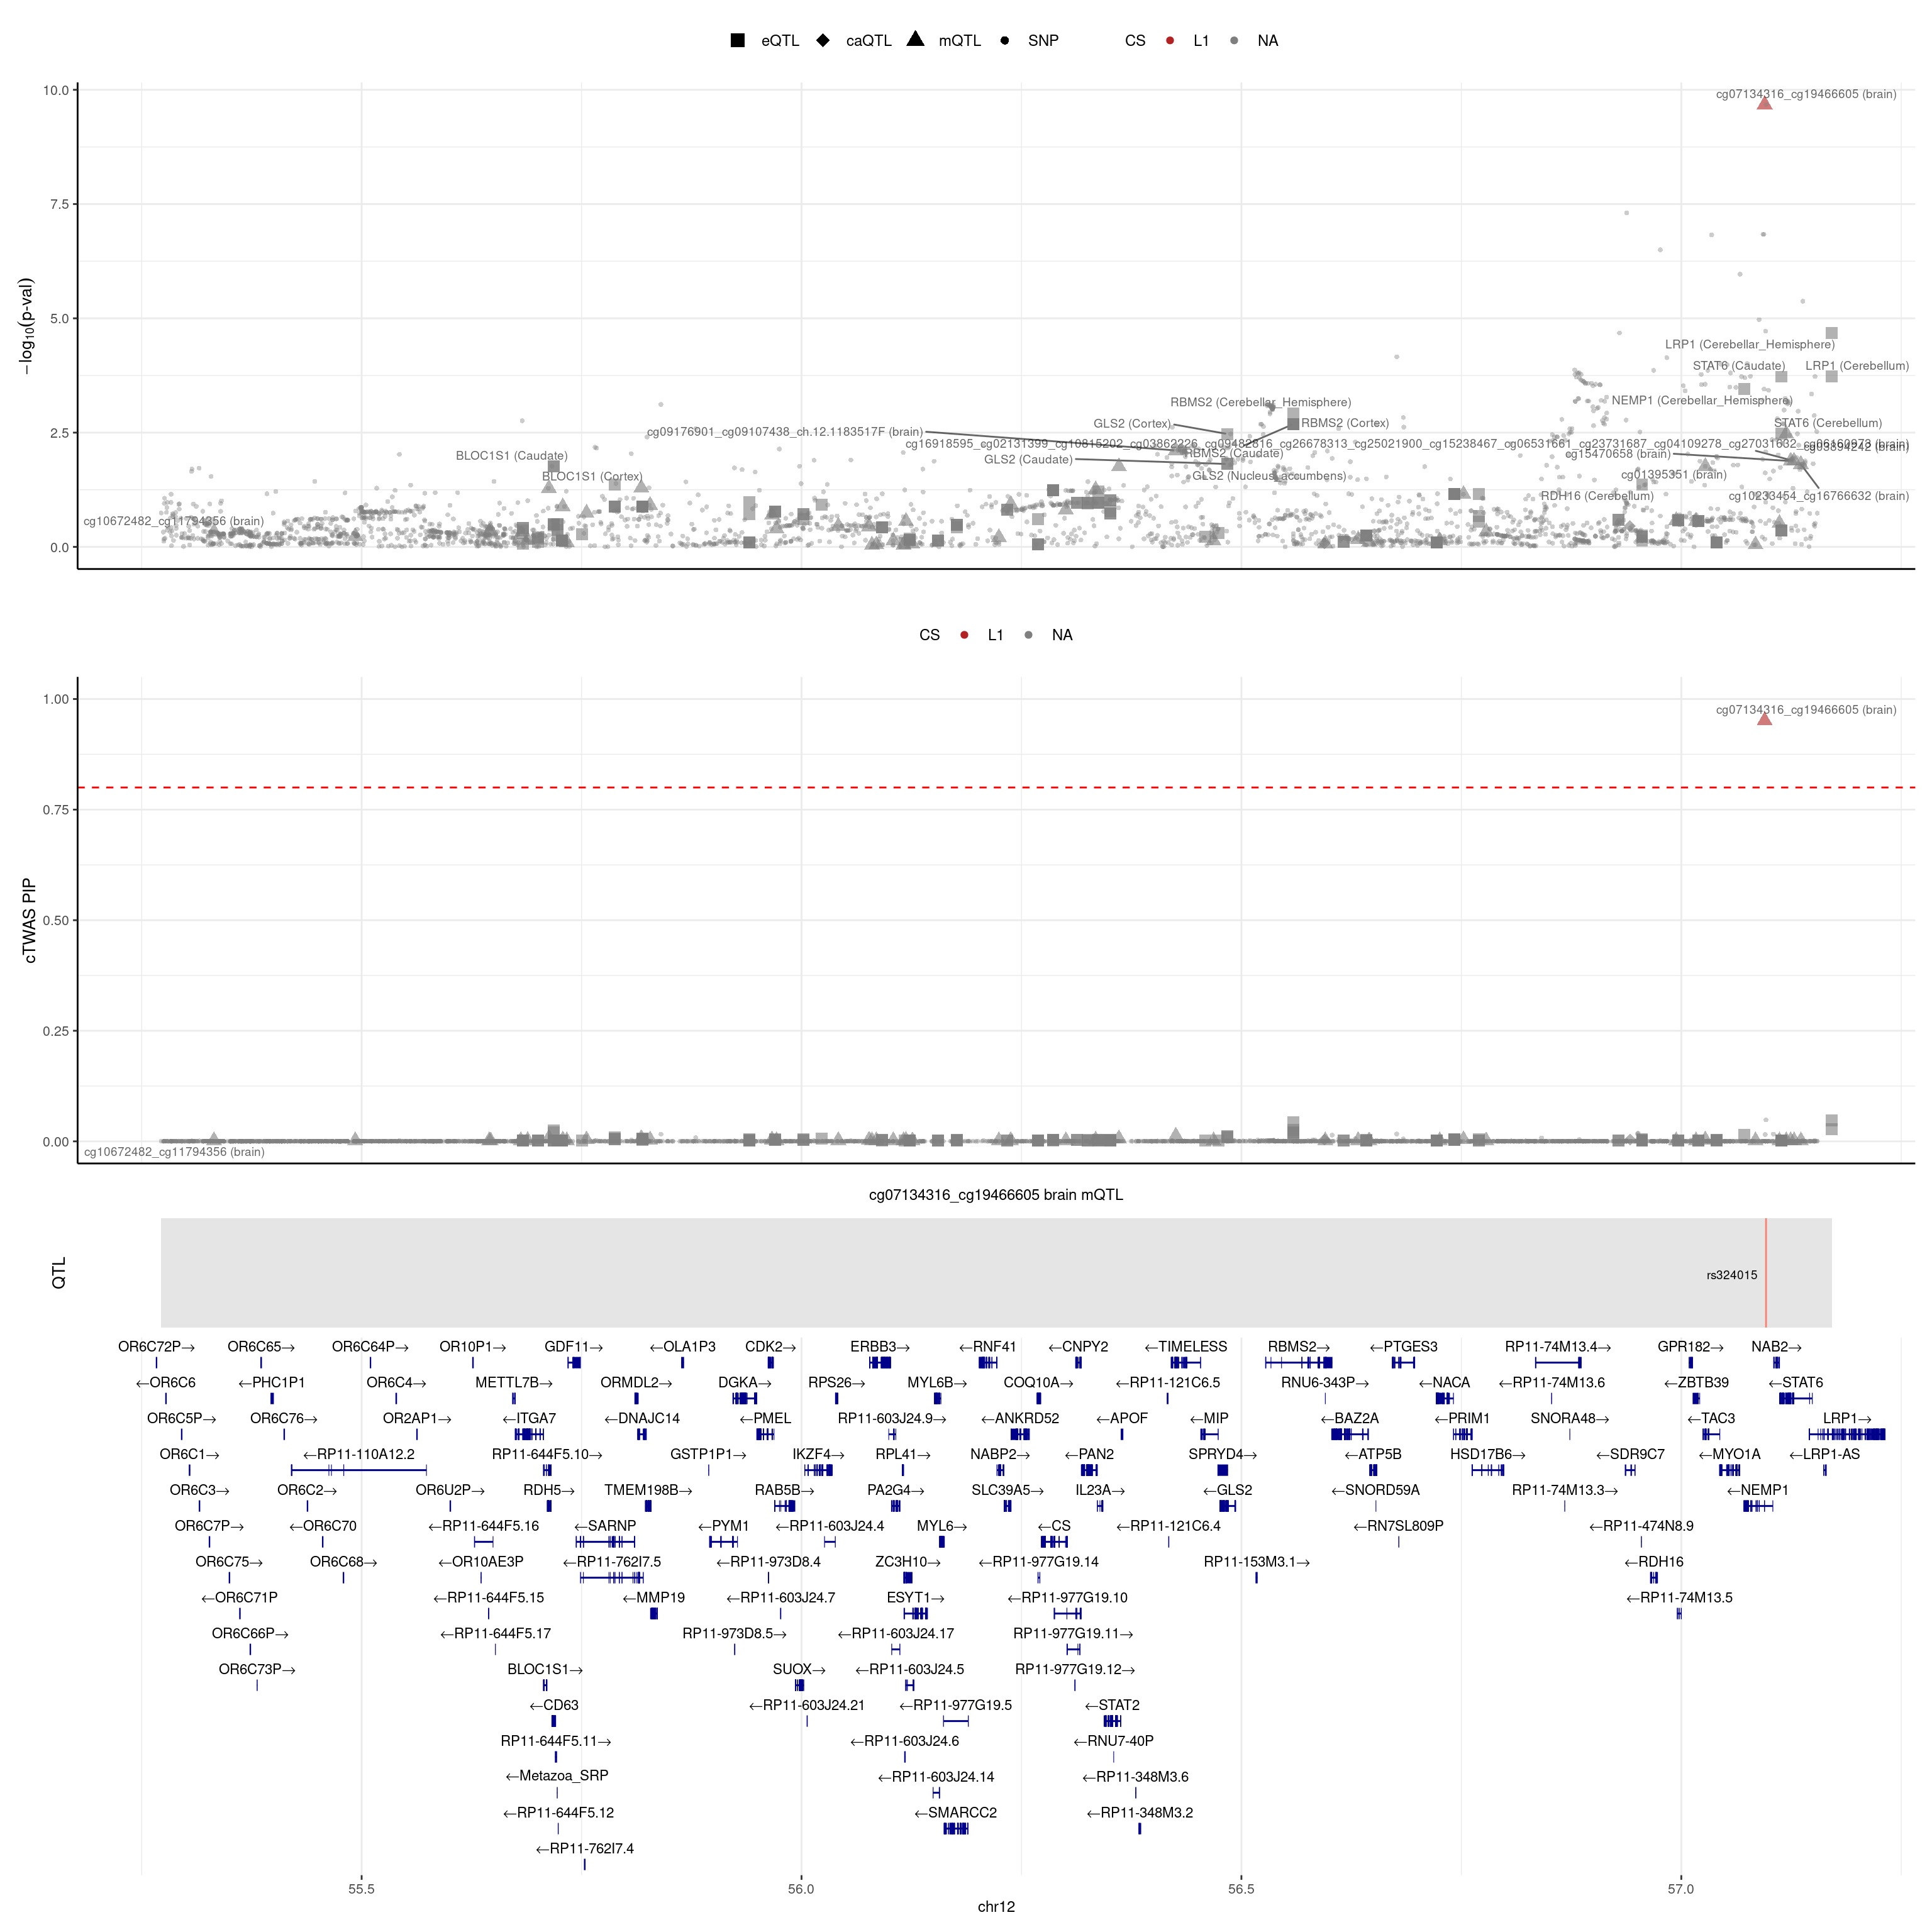 eQTL caQTL mQTL SNP CS L1 NA
10.0
7.5
5.0
2.5
0.0
−log10(p-val)
cg07134316_cg19466605 (brain)
LRP1 (Cerebellar_Hemisphere)
STAT6 (Caudate)
LRP1 (Cerebellum)
NEMP1 (Cerebellar_Hemisphere)
RBMS2 (Cerebellar_Hemisphere)
GLS2 (Cortex)
RBMS2 (Cortex)
STAT6 (Cerebellum)
cg09176901_cg09107438_ch.12.1183517F (brain)
cg16918595_cg02131399_cg10815202_cg03862226_cg09482816_cg26678313_cg25021900_cg15238467_cg06531661_cg23731687_cg04109278_cg27031632
RBMS2 (Caudate)
cg15470658 (brain)
BLOC1S1 (Caudate)
GLS2 (Caudate)
BLOC1S1 (Cortex)
GLS2 (Nucleus_accumbens)
cg01395351 (brain)
RDH16 (Cerebellum)
cg10233454_cg16766632 (brain)
cg10672482_cg11794356 (brain)
CS L1 NA
1.00
0.75
0.50
0.25
0.00
cTWAS PIP
cg07134316_cg19466605 (brain)
cg10672482_cg11794356 (brain)
cg07134316_cg19466605 brain mQTL
QTL
rs324015
OR6C72P→ OR6C65→ OR6C64P→ OR10P1→ GDF11→ ←OLA1P3 CDK2→ ERBB3→ ←RNF41 ←CNPY2 ←TIMELESS RBMS2→ ←PTGES3 RP11-74M13.4→ GPR182→ NAB2→
←OR6C6 ←PHC1P1 OR6C4→ METTL7B→ ORMDL2→ DGKA→ RPS26→ MYL6B→ COQ10A→ ←RP11-121C6.5 RNU6-343P→ ←NACA ←RP11-74M13.6 ←ZBTB39 ←STAT6
OR6C5P→ OR6C76→ OR2AP1→ ←ITGA7 ←DNAJC14 ←PMEL RP11-603J24.9→ ←ANKRD52 ←APOF ←MIP ←BAZ2A ←PRIM1 SNORA48→ ←TAC3 LRP1→
OR6C1→ ←RP11-110A12.2 RP11-644F5.10→ GSTP1P1→ IKZF4→ RPL41→ NABP2→ ←PAN2 SPRYD4→ ←ATP5B HSD17B6→ ←SDR9C7 ←MYO1A ←LRP1-AS
OR6C3→ OR6C2→ OR6U2P→ RDH5→ TMEM198B→ RAB5B→ PA2G4→ SLC39A5→ IL23A→ ←GLS2 ←SNORD59A RP11-74M13.3→ ←NEMP1
OR6C7P→ ←OR6C70 ←RP11-644F5.16 ←SARNP ←PYM1 ←RP11-603J24.4 MYL6→ ←CS ←RP11-121C6.4 ←RN7SL809P ←RP11-474N8.9
OR6C75→ OR6C68→ ←OR10AE3P ←RP11-762I7.5 ←RP11-973D8.4 ZC3H10→ ←RP11-977G19.14 RP11-153M3.1→ ←RDH16
←OR6C71P ←RP11-644F5.15 ←MMP19 ←RP11-603J24.7 ESYT1→ ←RP11-977G19.10 ←RP11-74M13.5
OR6C66P→ ←RP11-644F5.17 RP11-973D8.5→ ←RP11-603J24.17 RP11-977G19.11→
OR6C73P→ BLOC1S1→ SUOX→ ←RP11-603J24.5 RP11-977G19.12→
←CD63 ←RP11-603J24.21 ←RP11-977G19.5 ←STAT2
RP11-644F5.11→ ←RP11-603J24.6 ←RNU7-40P
←Metazoa_SRP ←RP11-603J24.14 ←RP11-348M3.6
←RP11-644F5.12 ←SMARCC2 ←RP11-348M3.2
←RP11-762I7.4
55.5 56.0 56.5 57.0
chr12